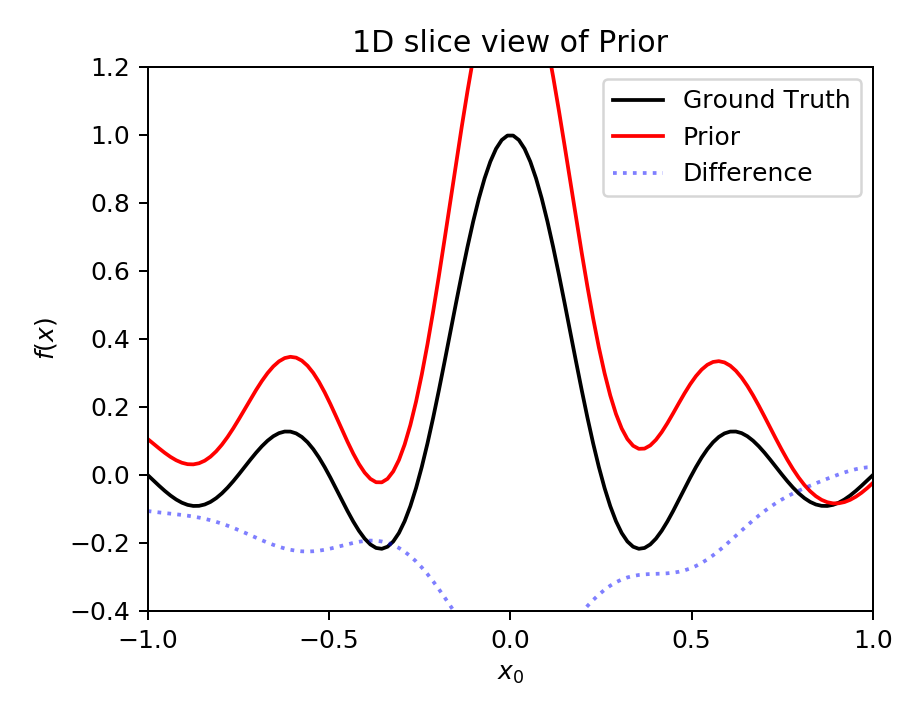 1D slice view of Prior
1.2
1.0
0.8
0.6
0.4
0.2
0.0
−0.2
−0.4
f(x)
Ground Truth
Prior
Difference
−1.0
−0.5
0.0
0.5
1.0
x₀